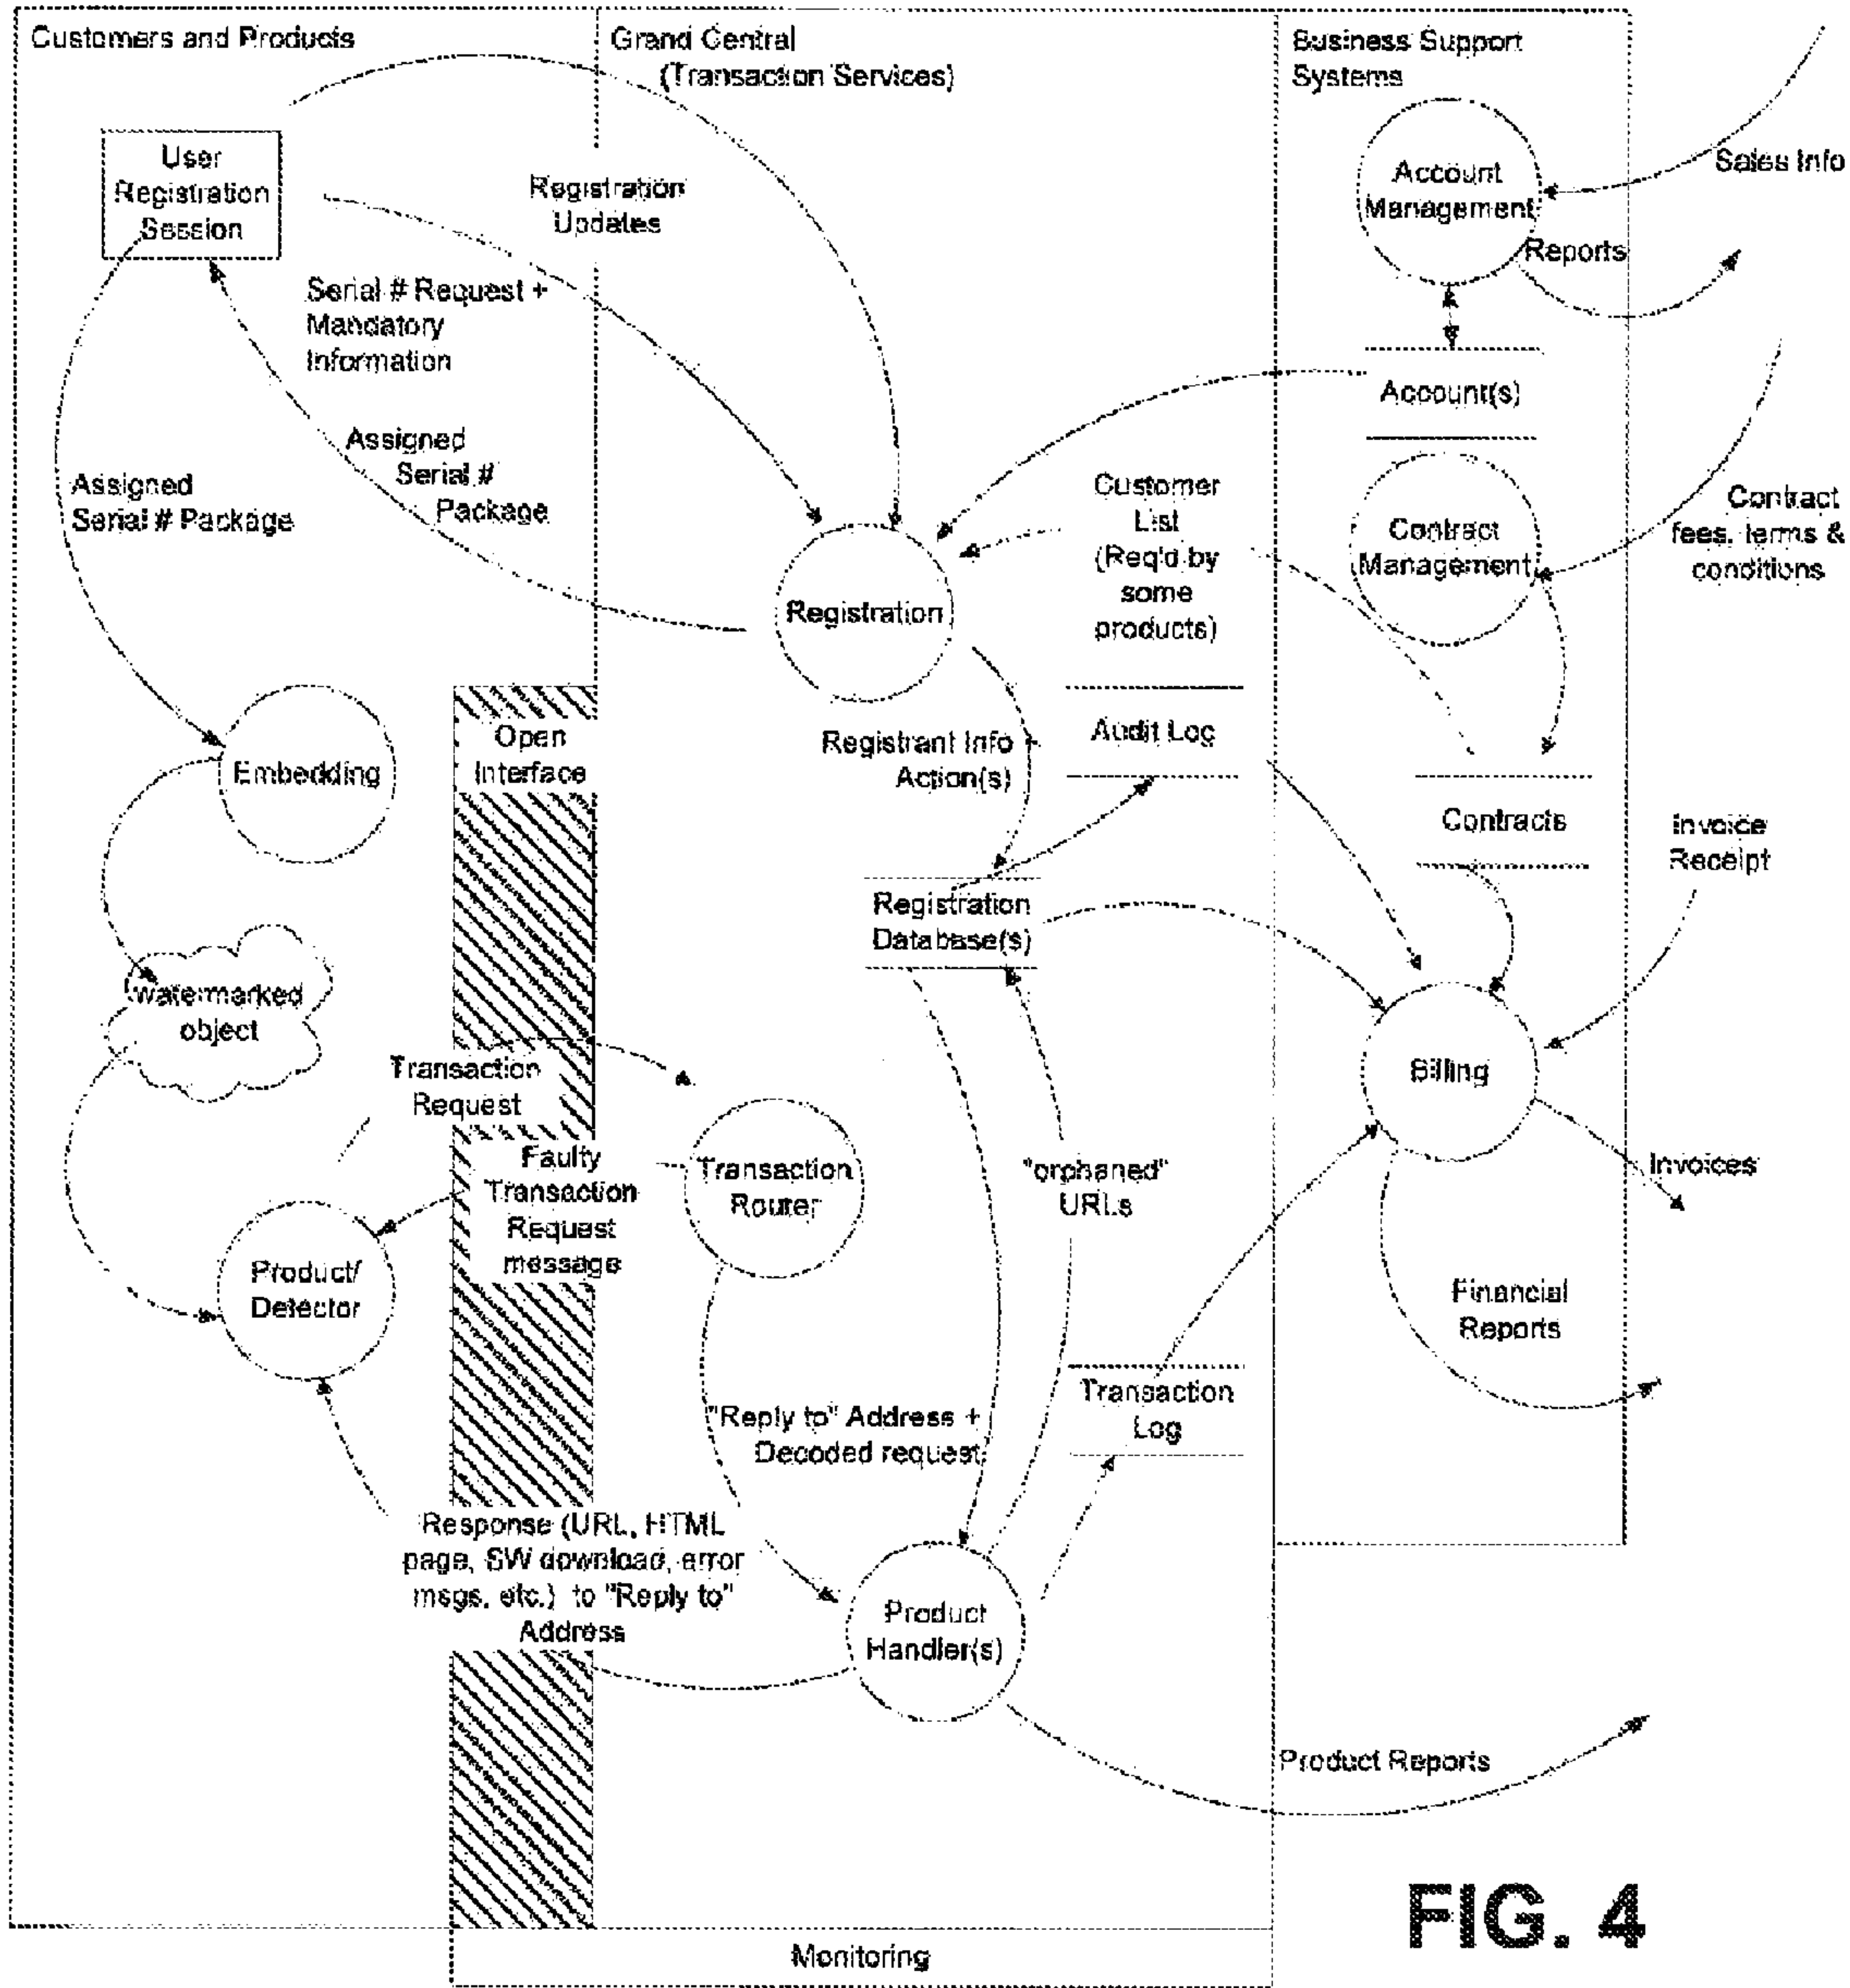 Customers and Products
Grand Central
(Transaction Services)
Business Support
Systems
User
Registration
Session
Registration
Updates
Account
Management
Sales Info
Reports
Serial # Request +
Mandatory
Information
Account(s)
Assigned
Serial #
Package
Assigned
Serial # Package
Customer
List
(Req'd by
some
products)
Contract
Management
Contract
fees, terms &
conditions
Registration
Open
Interface
Embedding
Registrant Info +
Action(s)
Audit Log
Contracts
Invoice
Receipt
Registration
Database(s)
watermarked
object
Transaction
Request
Billing
Faulty
Transaction
Request
message
Transaction
Router
"orphaned"
URLs
Invoices
Product/
Detector
Financial
Reports
"Reply to" Address +
Decoded request
Transaction
Log
Response (URL, HTML
page, SW download, error
msgs, etc.) to "Reply to"
Address
Product
Handler(s)
Product Reports
FIG. 4
Monitoring